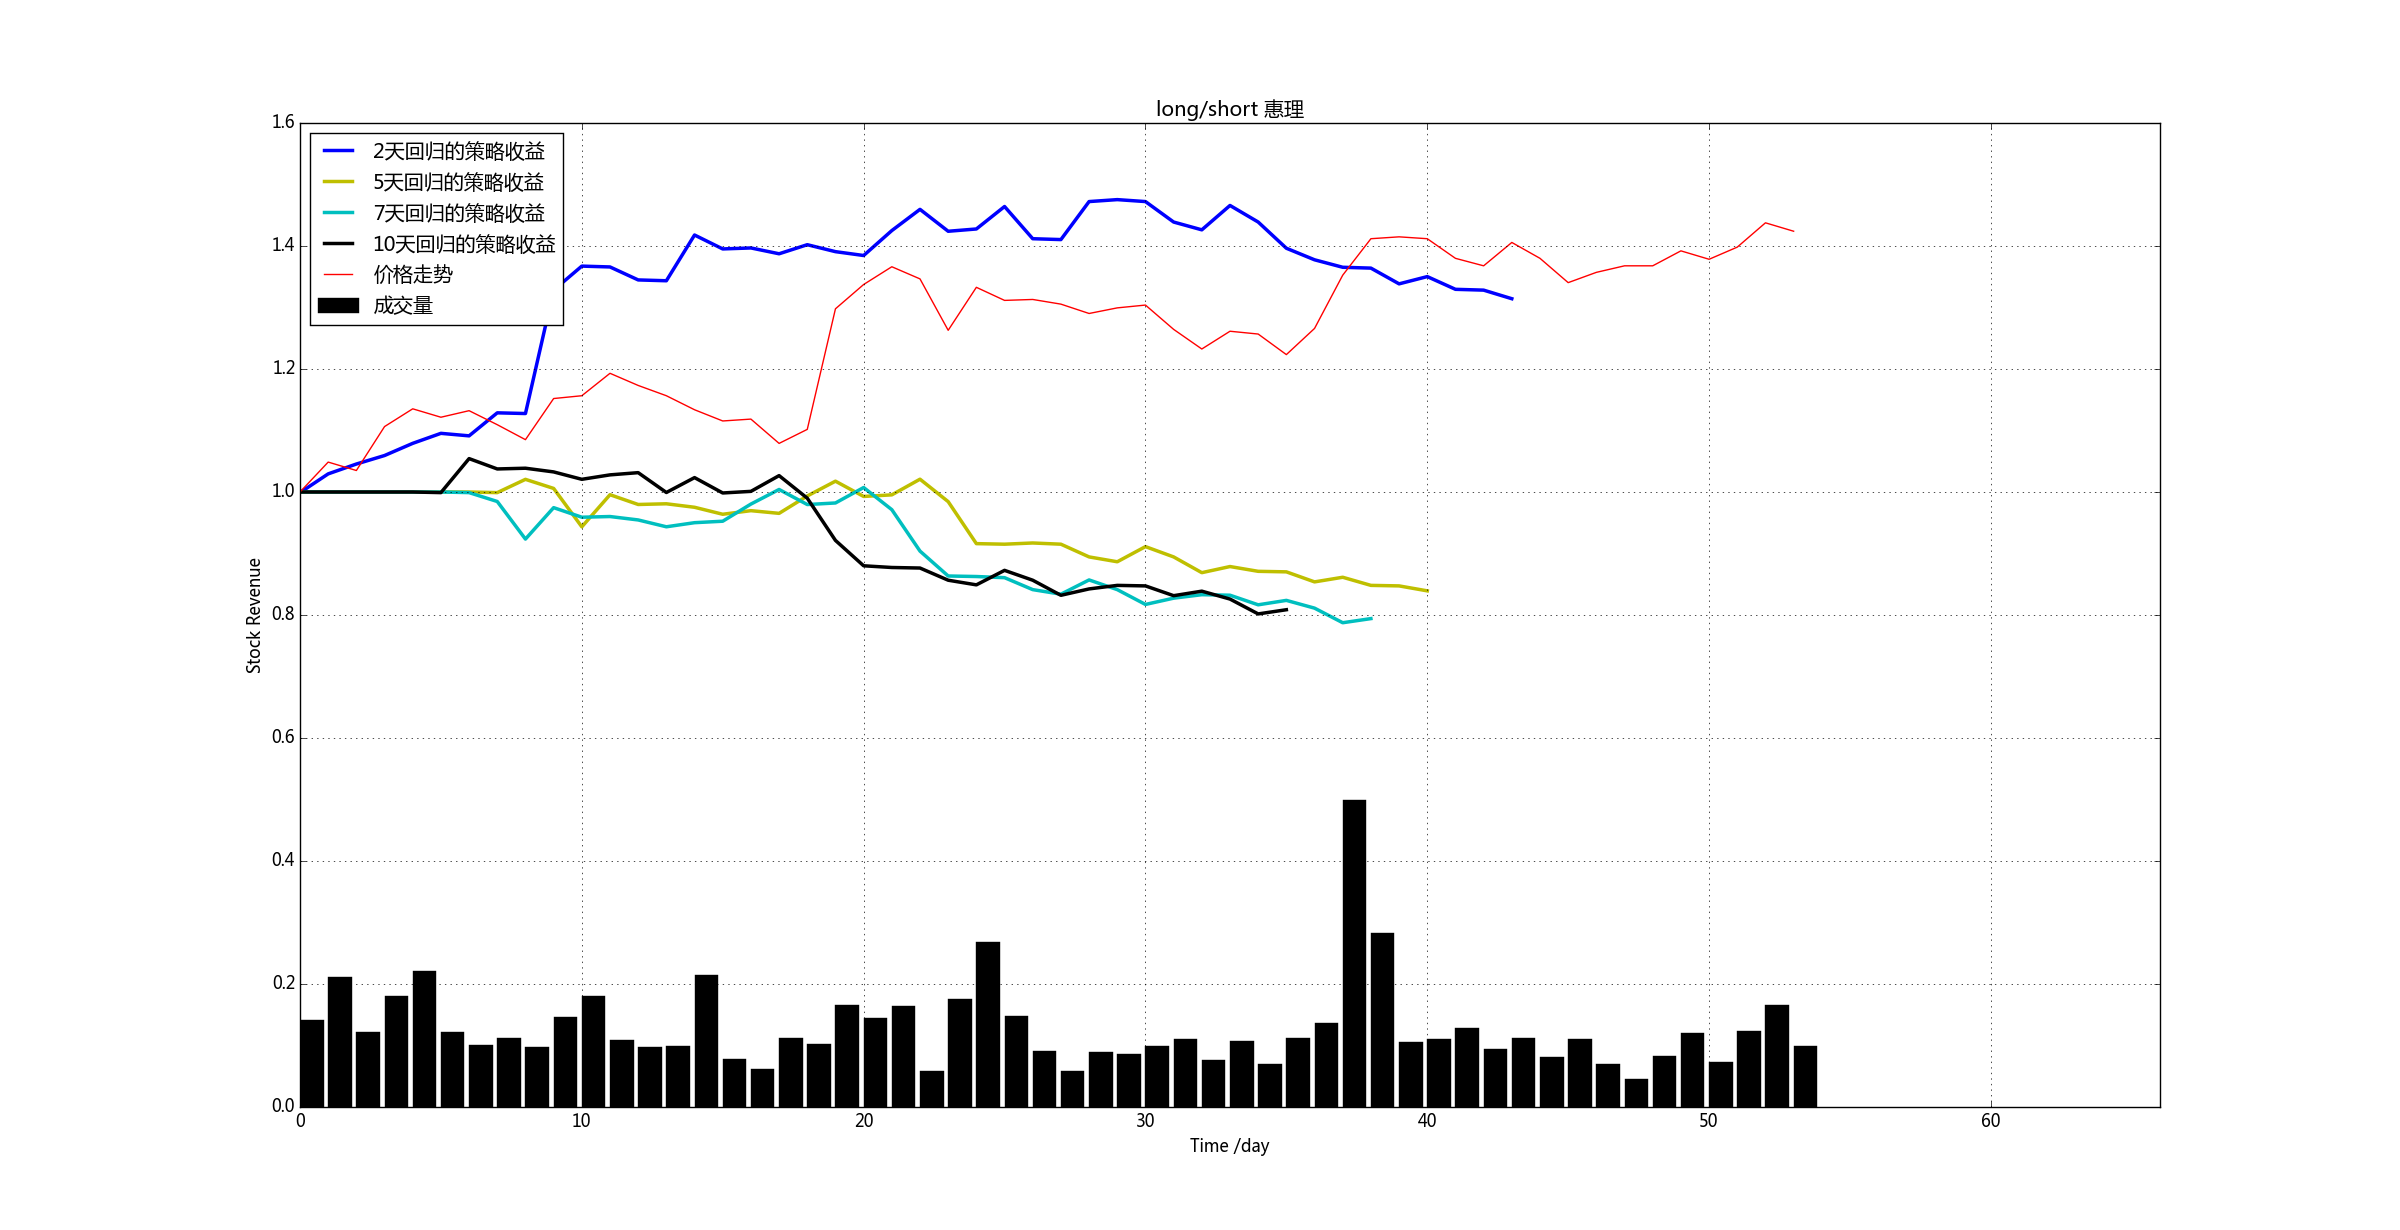 long/short 惠理
1.6
1.4
1.2
1.0
0.8
0.6
0.4
0.2
0.0
2天回归的策略收益
5天回归的策略收益
7天回归的策略收益
10天回归的策略收益
价格走势
成交量
Stock Revenue
0 10 20 30 40 50 60
Time /day